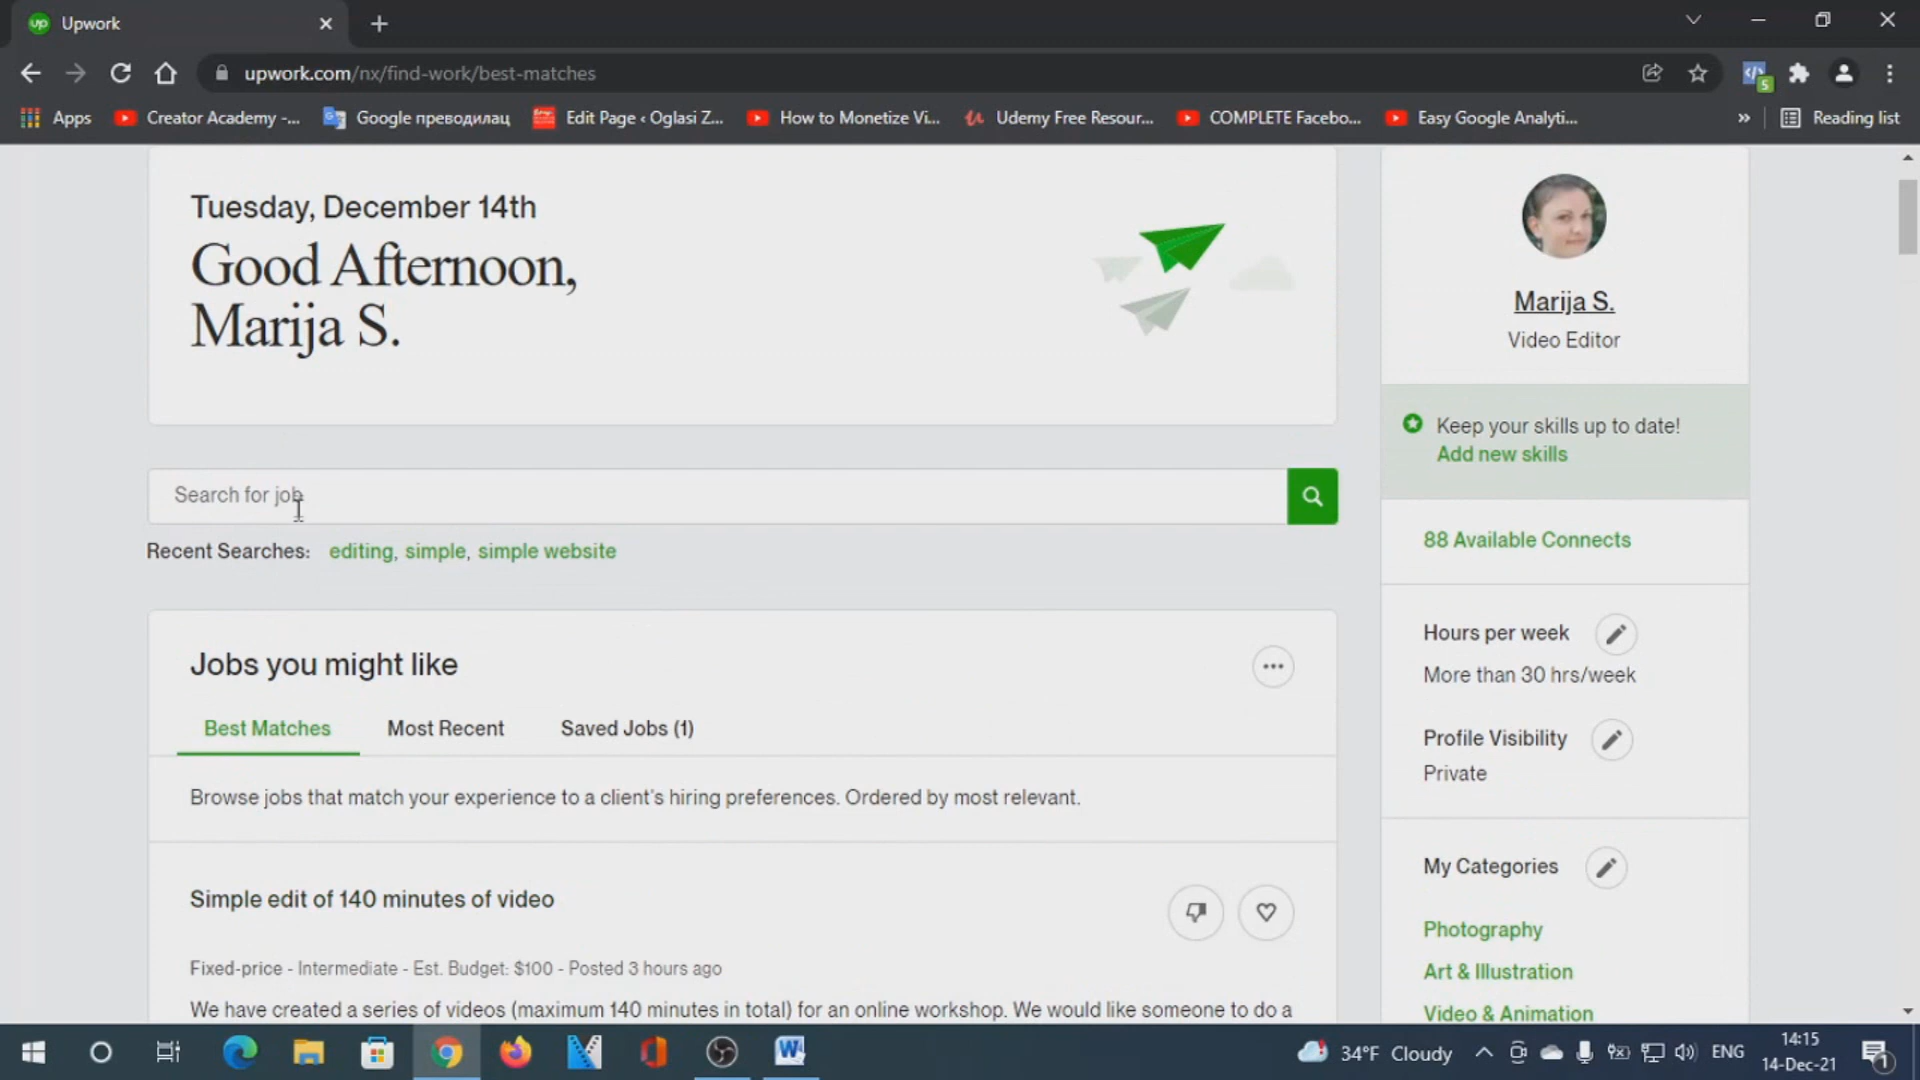 up Upwork
upwork.com/nx/find-work/best-matches
5
Apps Creator Academy -... Google преводилац Edit Page ‹ Oglasi Z... How to Monetize Vi... Udemy Free Resour... COMPLETE Facebo... Easy Google Analyti... » Reading list
Tuesday, December 14th
Good Afternoon,
Marija S.
Search for job
Recent Searches: editing, simple, simple website
Jobs you might like
Best Matches Most Recent Saved Jobs (1)
Browse jobs that match your experience to a client's hiring preferences. Ordered by most relevant.
Simple edit of 140 minutes of video
Fixed-price - Intermediate - Est. Budget: $100 - Posted 3 hours ago
We have created a series of videos (maximum 140 minutes in total) for an online workshop. We would like someone to do a
Marija S.
Video Editor
Keep your skills up to date!
Add new skills
88 Available Connects
Hours per week
More than 30 hrs/week
Profile Visibility
Private
My Categories
Photography
Art & Illustration
Video & Animation
34°F Cloudy ENG 14:15
14-Dec-21 1